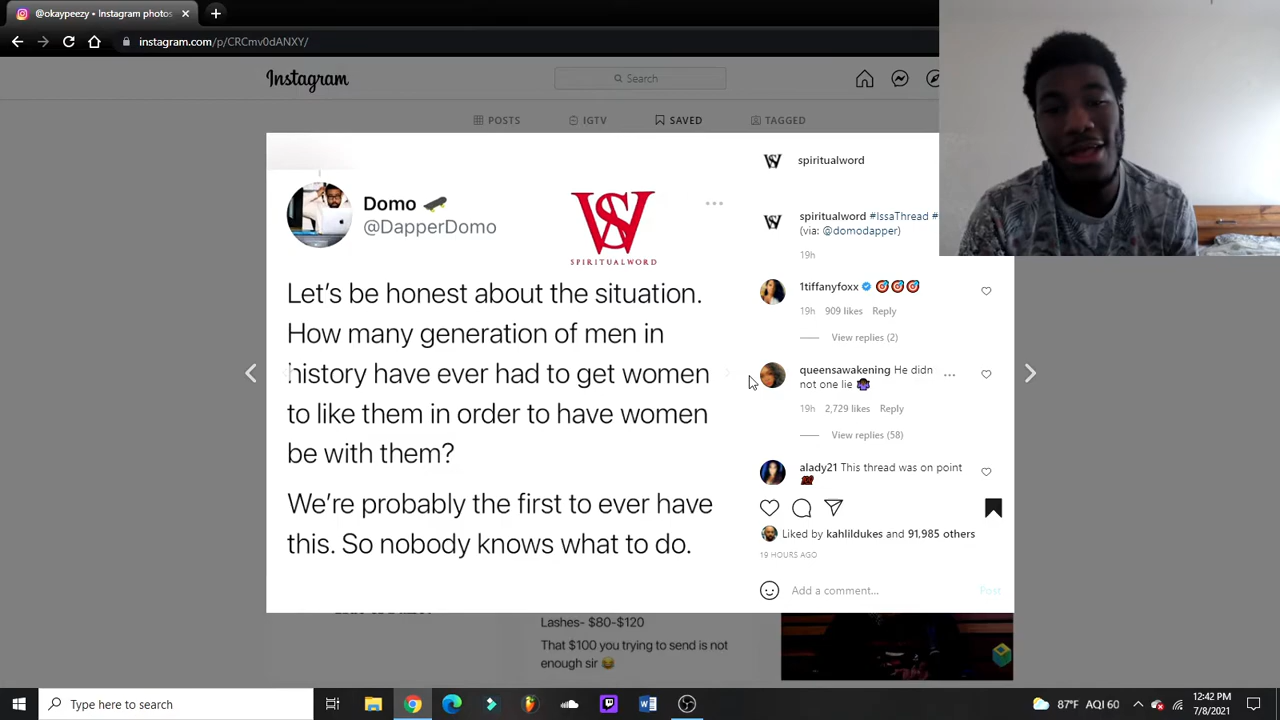 @okaypeezy • Instagram photos
instagram.com/p/CRCmv0dANXY/
Instagram
Search
POSTS
IGTV
SAVED
TAGGED
Domo
@DapperDomo
WS
SPIRITUALWORD
Let's be honest about the situation.
How many generation of men in
history have ever had to get women
to like them in order to have women
be with them?
We're probably the first to ever have
this. So nobody knows what to do.
spiritualword
spiritualword #IssaThread #
(via: @domodapper)
19h
1tiffanyfoxx
19h 909 likes Reply
View replies (2)
queensawakening He didn
not one lie
19h 2,729 likes Reply
View replies (58)
alady21 This thread was on point
Liked by kahlildukes and 91,985 others
19 HOURS AGO
Add a comment...
Post
Lashes- $80-$120
That $100 you trying to send is not
enough sir
Type here to search
87°F AQI 60
12:42 PM
7/8/2021